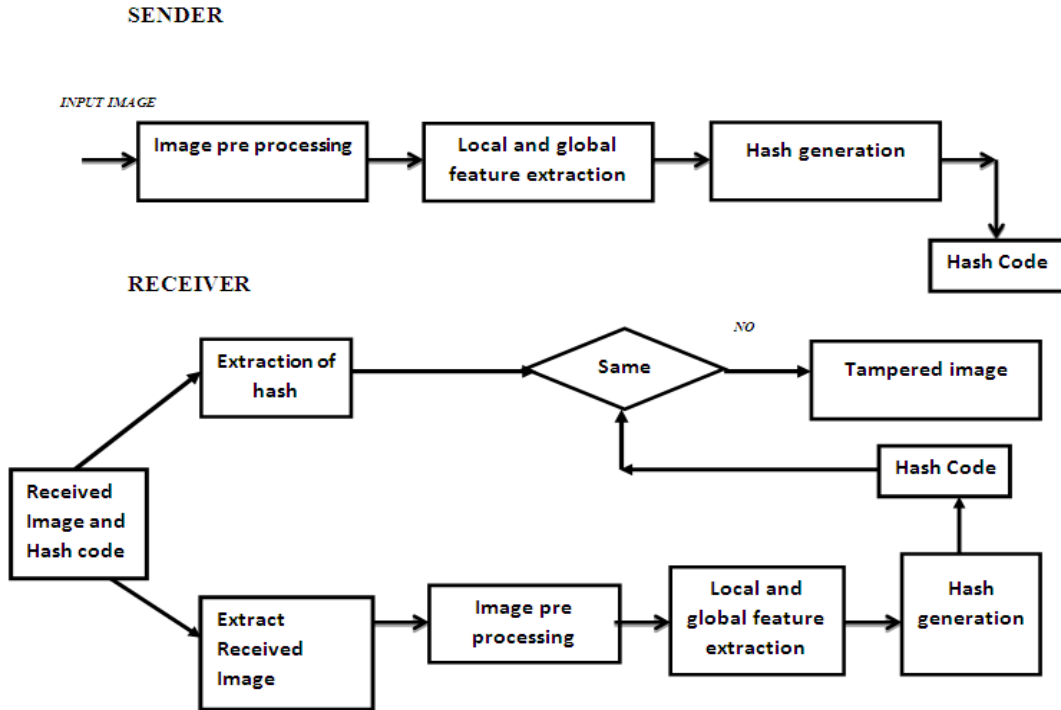 SENDER
INPUT IMAGE
Image pre processing
Local and global
feature extraction
Hash generation
Hash Code
RECEIVER
Extraction of
hash
Same
NO
Tampered image
Hash Code
Received
Image and
Hash code
Extract
Received
Image
Image pre
processing
Local and
global feature
extraction
Hash
generation